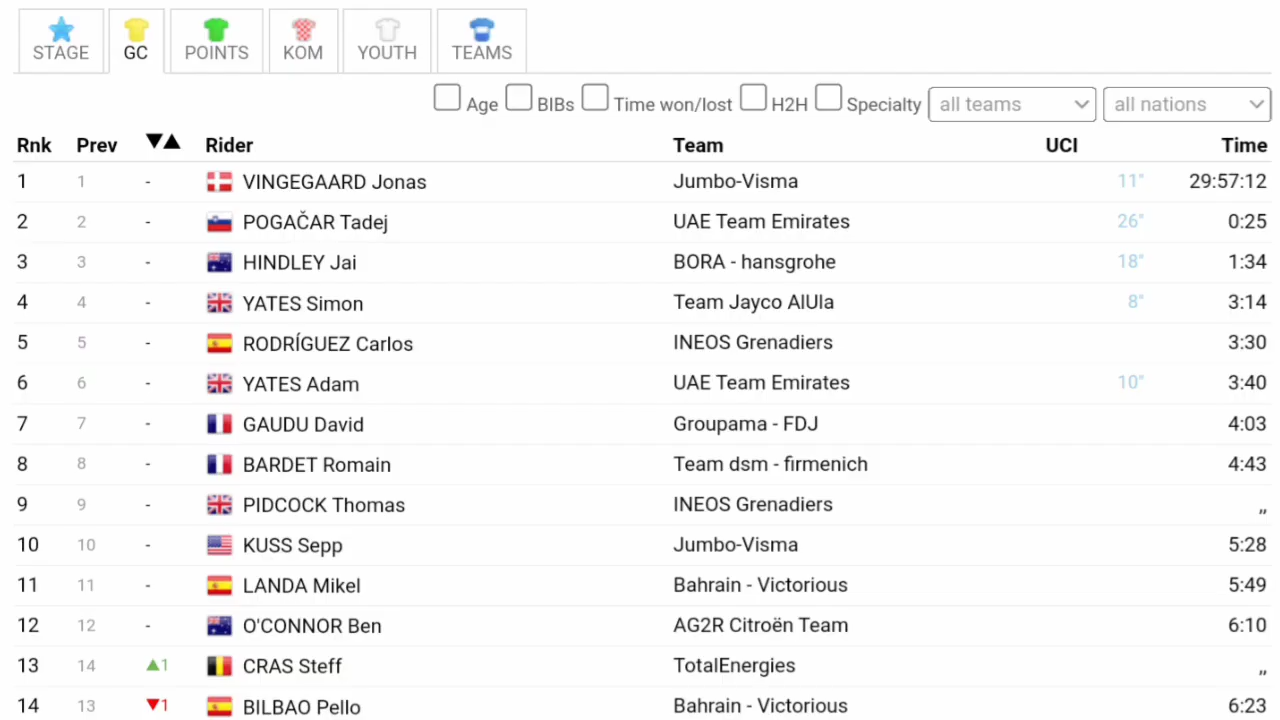 STAGE GC POINTS KOM YOUTH TEAMS
Age BIBs Time won/lost H2H Specialty all teams all nations
Rnk Prev ▼▲ Rider Team UCI Time
1 1 - VINGEGAARD Jonas Jumbo-Visma 11" 29:57:12
2 2 - POGAČAR Tadej UAE Team Emirates 26" 0:25
3 3 - HINDLEY Jai BORA - hansgrohe 18" 1:34
4 4 - YATES Simon Team Jayco AlUla 8" 3:14
5 5 - RODRÍGUEZ Carlos INEOS Grenadiers 3:30
6 6 - YATES Adam UAE Team Emirates 10" 3:40
7 7 - GAUDU David Groupama - FDJ 4:03
8 8 - BARDET Romain Team dsm - firmenich 4:43
9 9 - PIDCOCK Thomas INEOS Grenadiers ,,
10 10 - KUSS Sepp Jumbo-Visma 5:28
11 11 - LANDA Mikel Bahrain - Victorious 5:49
12 12 - O'CONNOR Ben AG2R Citroën Team 6:10
13 14 ▲1 CRAS Steff TotalEnergies ,,
14 13 ▼1 BILBAO Pello Bahrain - Victorious 6:23